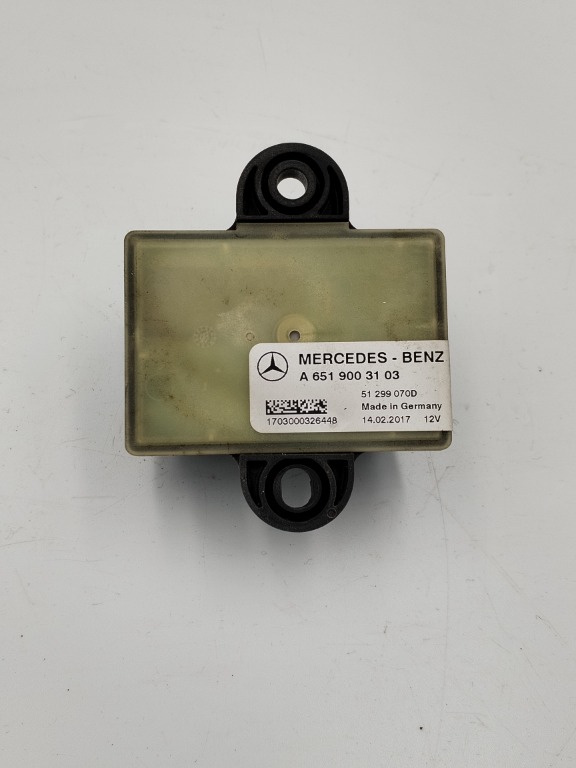 MERCEDES - BENZ
A 651 900 31 03
51 299 070D
Made in Germany
1703000326448 14.02.2017 12V